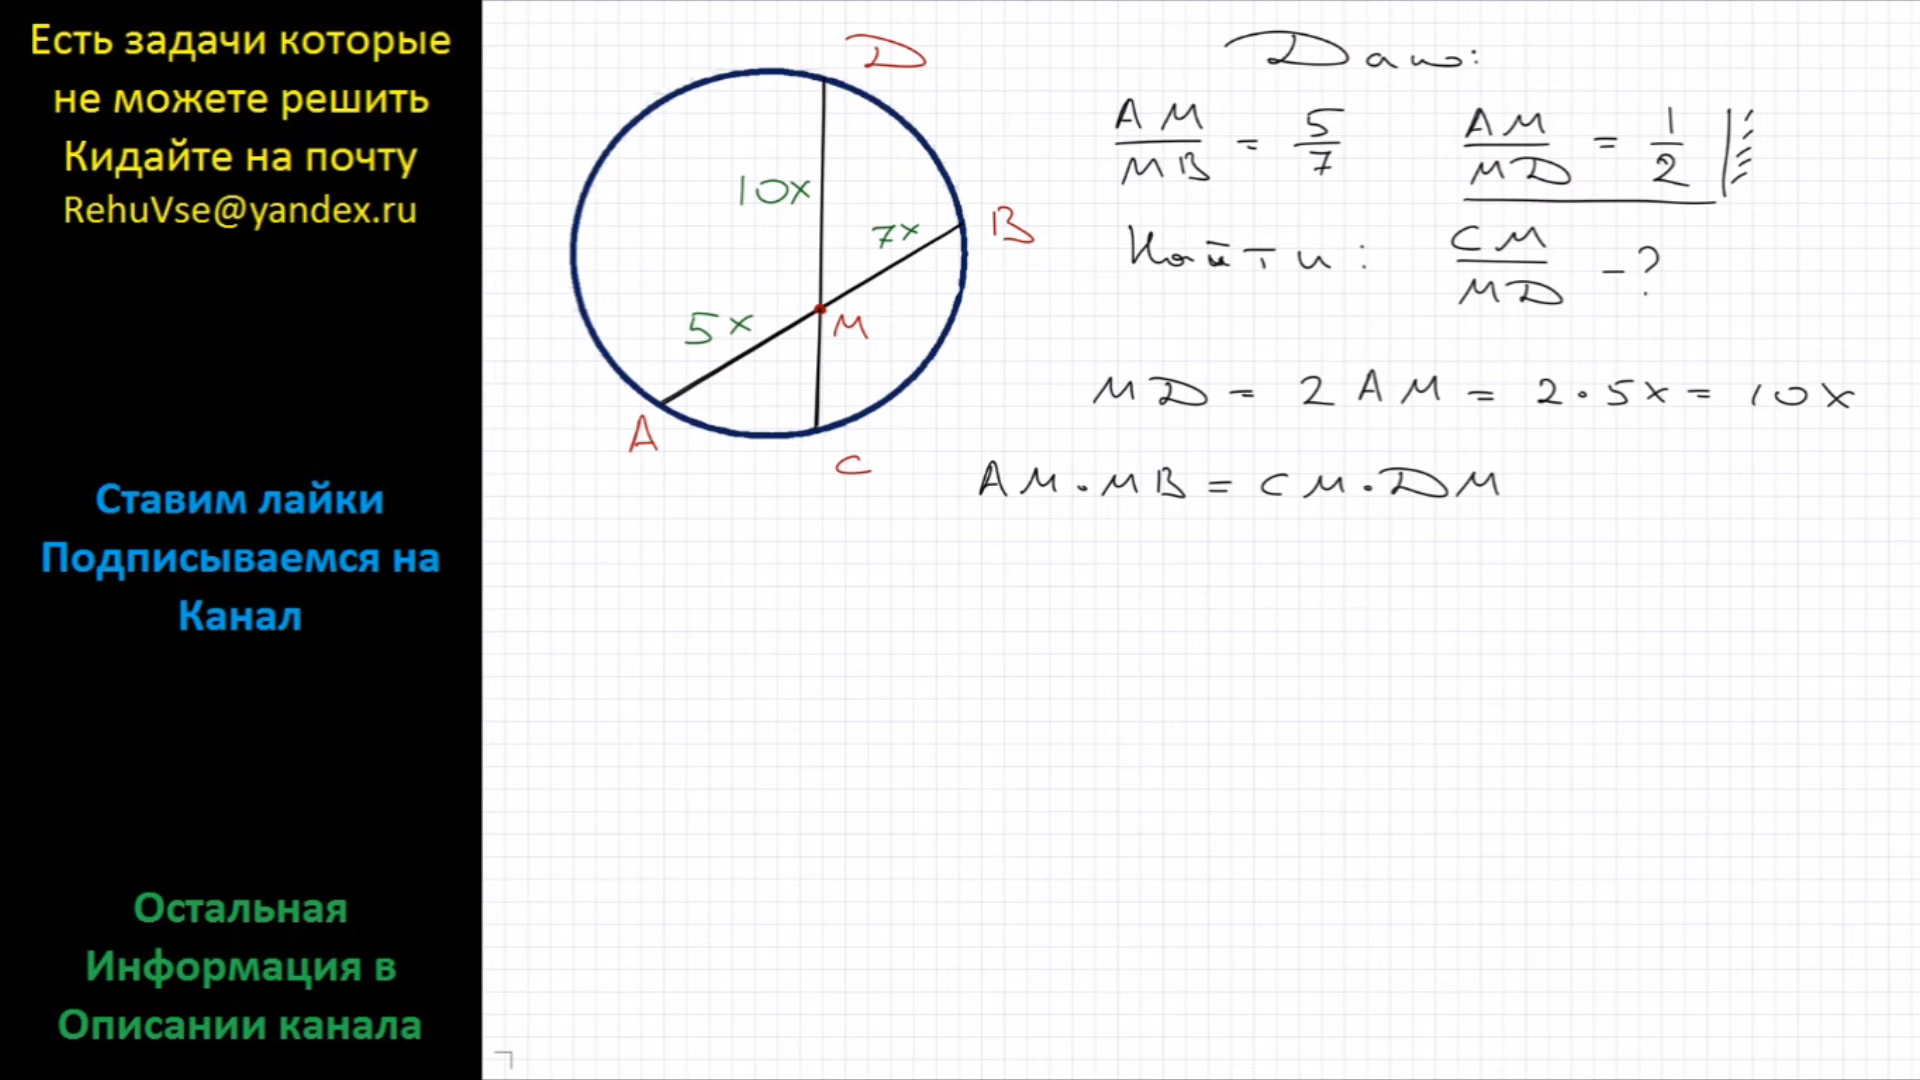 Есть задачи которые
не можете решить
Кидайте на почту
RehuVse@yandex.ru
Ставим лайки
Подписываемся на
Канал
Остальная
Информация в
Описании канала
D
10x
7x
B
5x
M
A
C
Дано:
AM/MB = 5/7 AM/MD = 1/2
Найти: CM/MD - ?
MD = 2AM = 2·5x = 10x
AM·MB = CM·DM